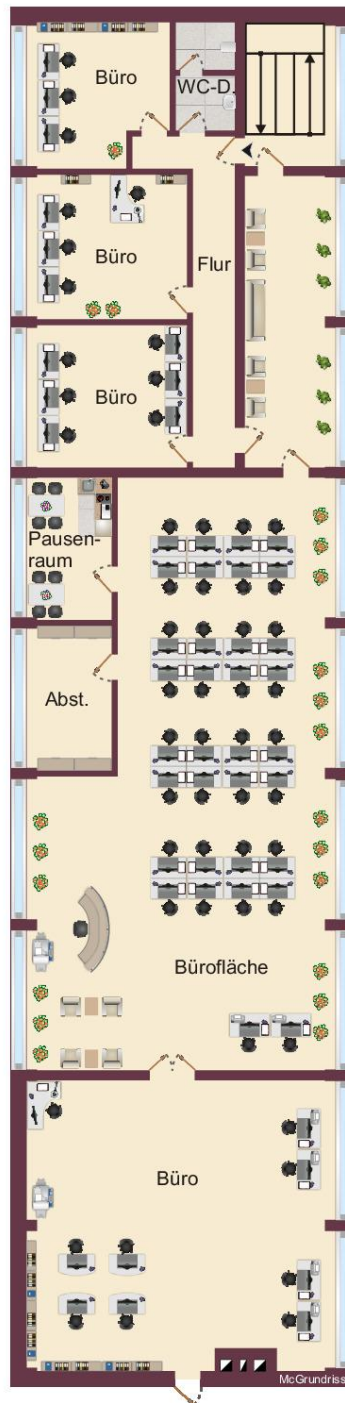 Büro
WC-D.
Büro
Flur
Büro
Pausen-
raum
Abst.
Bürofläche
Büro
McGrundriss